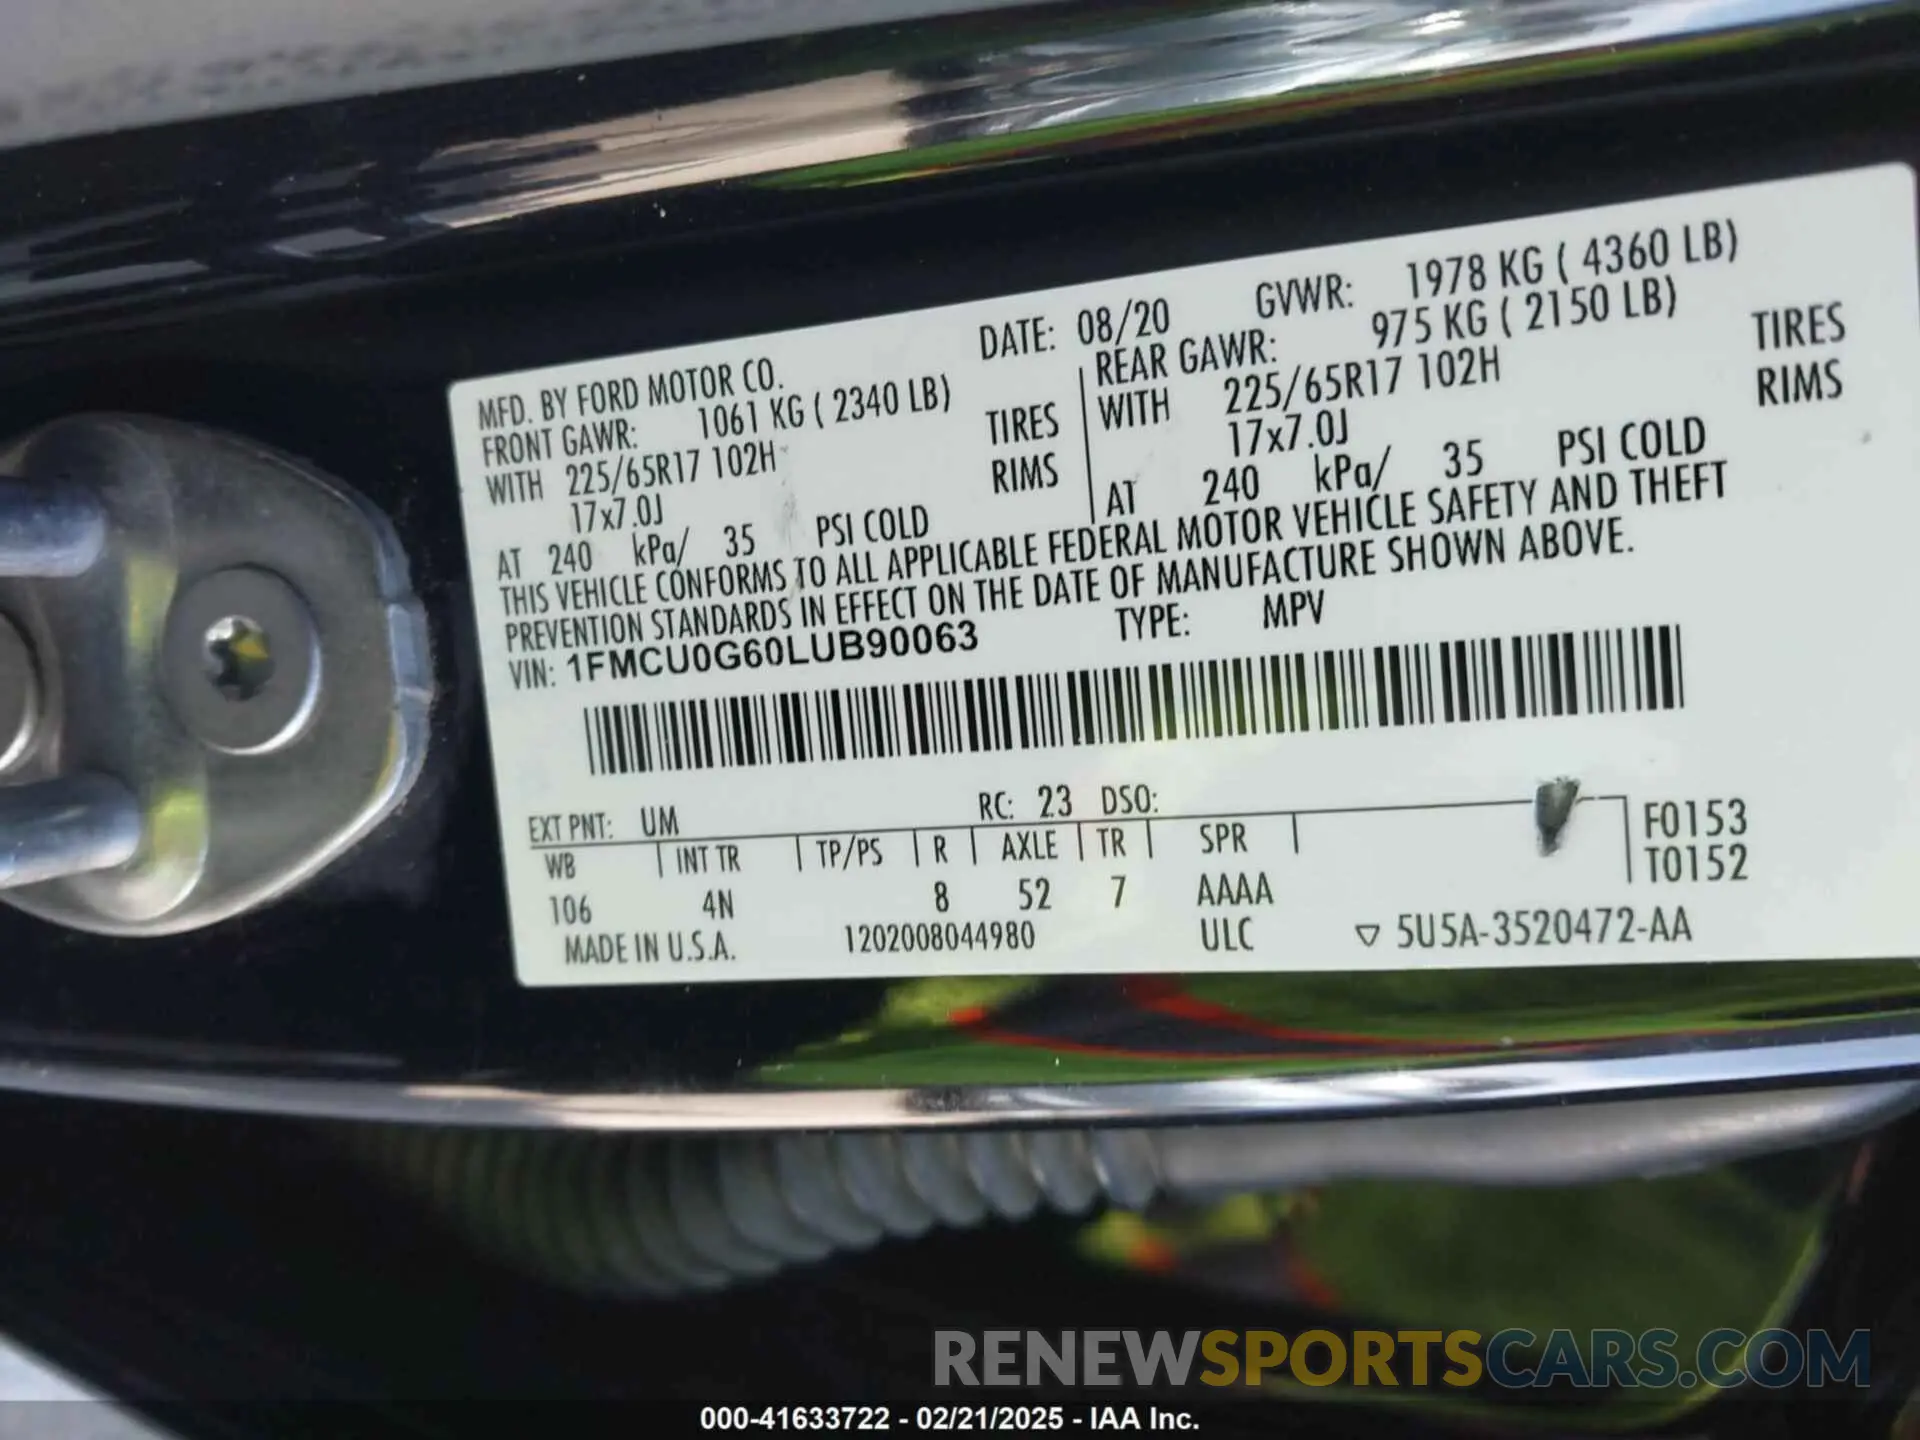 MFD. BY FORD MOTOR CO. DATE: 08/20 GVWR: 1978 KG ( 4360 LB)
FRONT GAWR: 1061 KG ( 2340 LB) REAR GAWR: 975 KG ( 2150 LB)
WITH 225/65R17 102H TIRES WITH 225/65R17 102H TIRES
17x7.0J RIMS 17x7.0J RIMS
AT 240 kPa/ 35 PSI COLD AT 240 kPa/ 35 PSI COLD
THIS VEHICLE CONFORMS TO ALL APPLICABLE FEDERAL MOTOR VEHICLE SAFETY AND THEFT
PREVENTION STANDARDS IN EFFECT ON THE DATE OF MANUFACTURE SHOWN ABOVE.
VIN: 1FMCU0G60LUB90063 TYPE: MPV
EXT PNT: UM RC: 23 DSO: F0153
WB INT TR TP/PS R AXLE TR SPR T0152
106 4N 8 52 7 AAAA
MADE IN U.S.A. 1202008044980 ULC ▽ 5U5A-3520472-AA
RENEWSPORTSCARS.COM
000-41633722 - 02/21/2025 - IAA Inc.